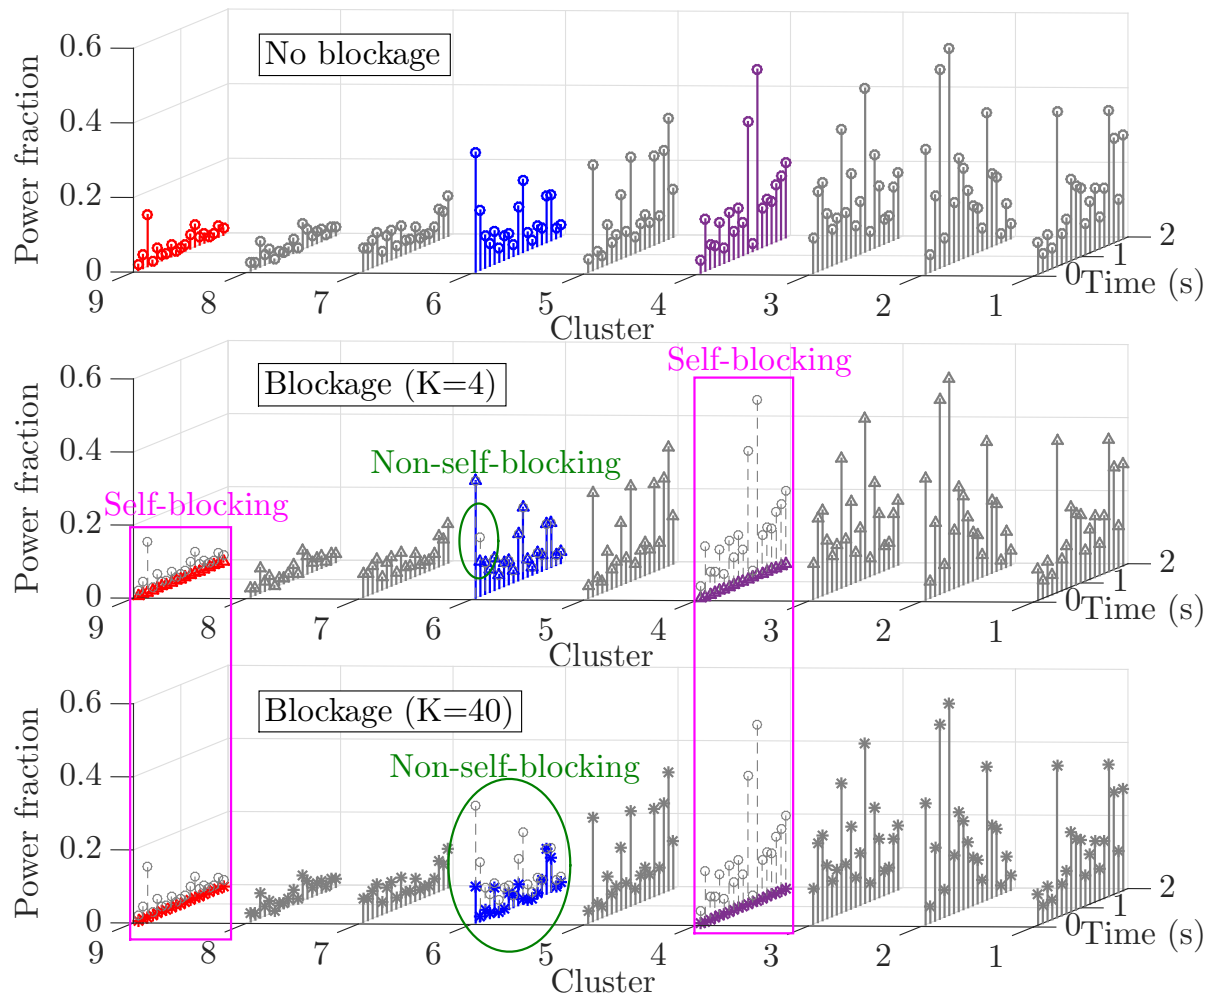 No blockage
Power fraction
0.6
0.4
0.2
0
9 8 7 6 5 4 3 2 1
Cluster
0 1 2
Time (s)
Blockage (K=4)
Self-blocking
Non-self-blocking
Self-blocking
Power fraction
0.6
0.4
0.2
0
9 8 7 6 5 4 3 2 1
Cluster
0 1 2
Time (s)
Blockage (K=40)
Non-self-blocking
Power fraction
0.6
0.4
0.2
0
9 8 7 6 5 4 3 2 1
Cluster
0 1 2
Time (s)